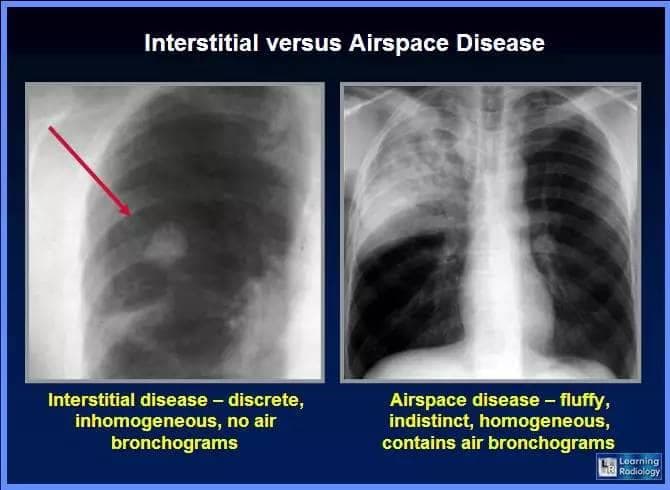 Interstitial versus Airspace Disease
Interstitial disease – discrete,
inhomogeneous, no air
bronchograms
Airspace disease – fluffy,
indistinct, homogeneous,
contains air bronchograms
LR Learning
Radiology